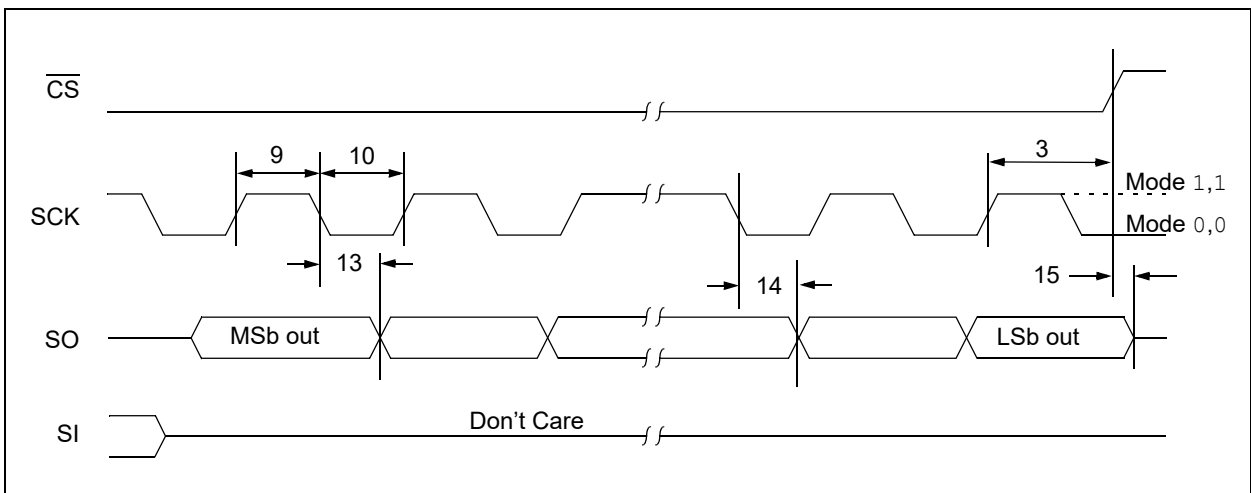 CS
9
10
3
Mode 1,1
SCK
Mode 0,0
13
14
15
SO
MSb out
LSb out
Don't Care
SI